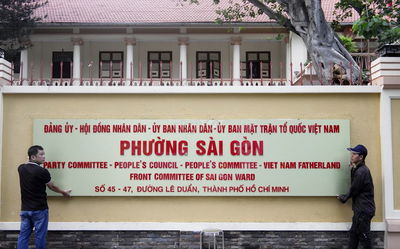 ĐẢNG ỦY - HỘI ĐỒNG NHÂN DÂN - ỦY BAN NHÂN DÂN - ỦY BAN MẶT TRẬN TỔ QUỐC VIỆT NAM
PHƯỜNG SÀI GÒN
PARTY COMMITTEE - PEOPLE'S COUNCIL - PEOPLE'S COMMITTEE - VIET NAM FATHERLAND
FRONT COMMITTEE OF SAI GON WARD
SỐ 45 - 47, ĐƯỜNG LÊ DUẨN, THÀNH PHỐ HỒ CHÍ MINH